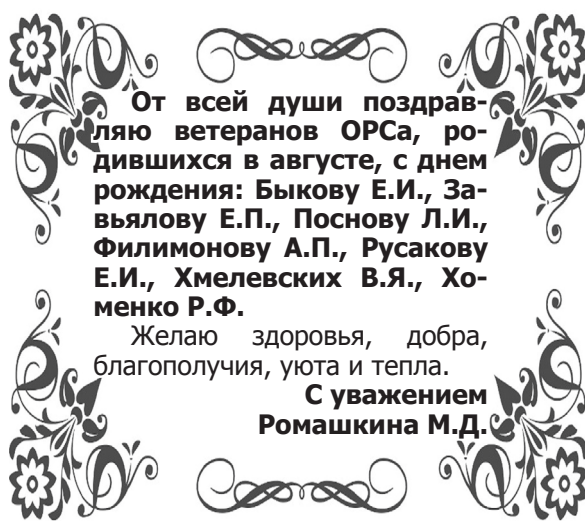 От всей души поздрав-
ляю ветеранов ОРСа, ро-
дившихся в августе, с днем
рождения: Быкову Е.И., За-
вьялову Е.П., Поснову Л.И.,
Филимонову А.П., Русакову
Е.И., Хмелевских В.Я., Хо-
менко Р.Ф.
Желаю здоровья, добра,
благополучия, уюта и тепла.
С уважением
Ромашкина М.Д.